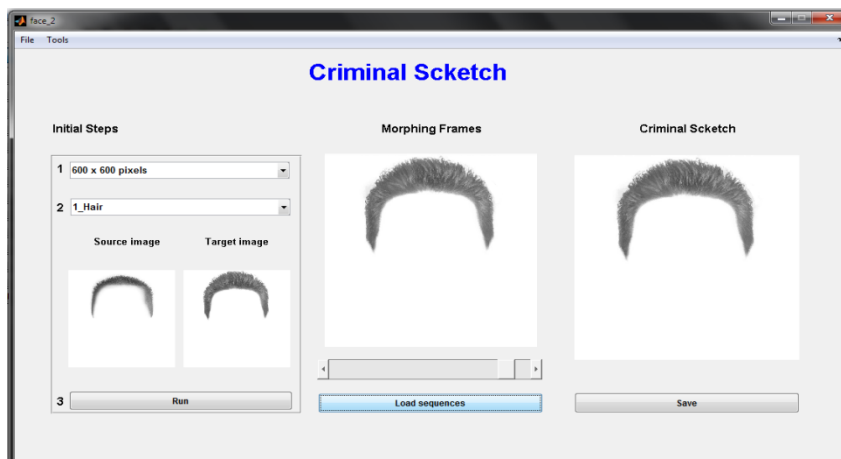 face_2
File Tools
Criminal Scketch
Initial Steps
Morphing Frames
Criminal Scketch
1 600 x 600 pixels
2 1_Hair
Source image Target image
3 Run
Load sequences
Save